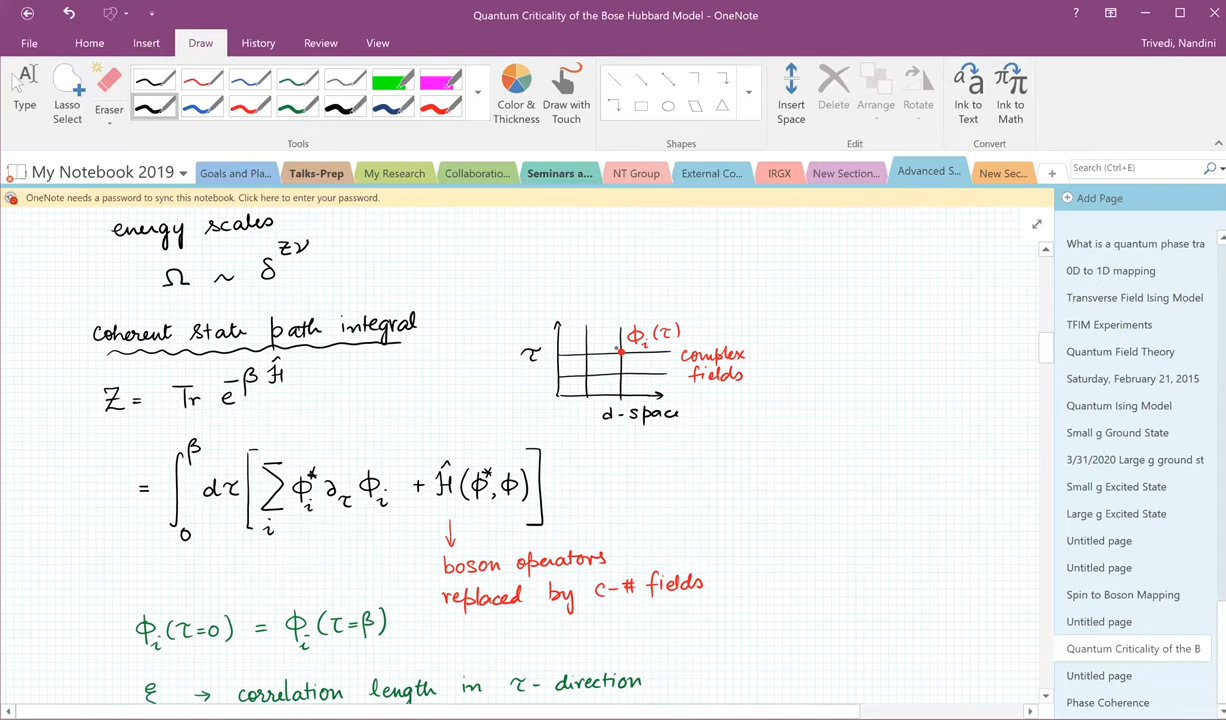 Quantum Criticality of the Bose Hubbard Model - OneNote
File Home Insert Draw History Review View
Trivedi, Nandini
Type
Lasso Select
Eraser
Color & Thickness
Draw with Touch
Insert Space
Delete
Arrange
Rotate
Ink to Text
Ink to Math
Tools
Shapes
Edit
Convert
My Notebook 2019
Goals and Pla...
Talks-Prep
My Research
Collaboratio...
Seminars a...
NT Group
External Co...
IRGX
New Section...
Advanced S...
New Sec...
Search (Ctrl+E)
OneNote needs a password to sync this notebook. Click here to enter your password.
energy scales
Ω ~ δ^{zν}
coherent state path integral
Z = Tr e^{-βĤ}
τ
ϕ_i(τ)
complex
fields
d-space
= ∫_0^β dτ [ Σ_i ϕ_i^* ∂_τ ϕ_i + Ĥ(ϕ^*, ϕ) ]
↓
boson operators
replaced by c-# fields
ϕ_i(τ=0) = ϕ_i(τ=β)
→ correlation length in τ-direction
Add Page
What is a quantum phase tra
0D to 1D mapping
Transverse Field Ising Model
TFIM Experiments
Quantum Field Theory
Saturday, February 21, 2015
Quantum Ising Model
Small g Ground State
3/31/2020 Large g ground st
Small g Excited State
Large g Excited State
Untitled page
Untitled page
Spin to Boson Mapping
Untitled page
Quantum Criticality of the B
Untitled page
Phase Coherence